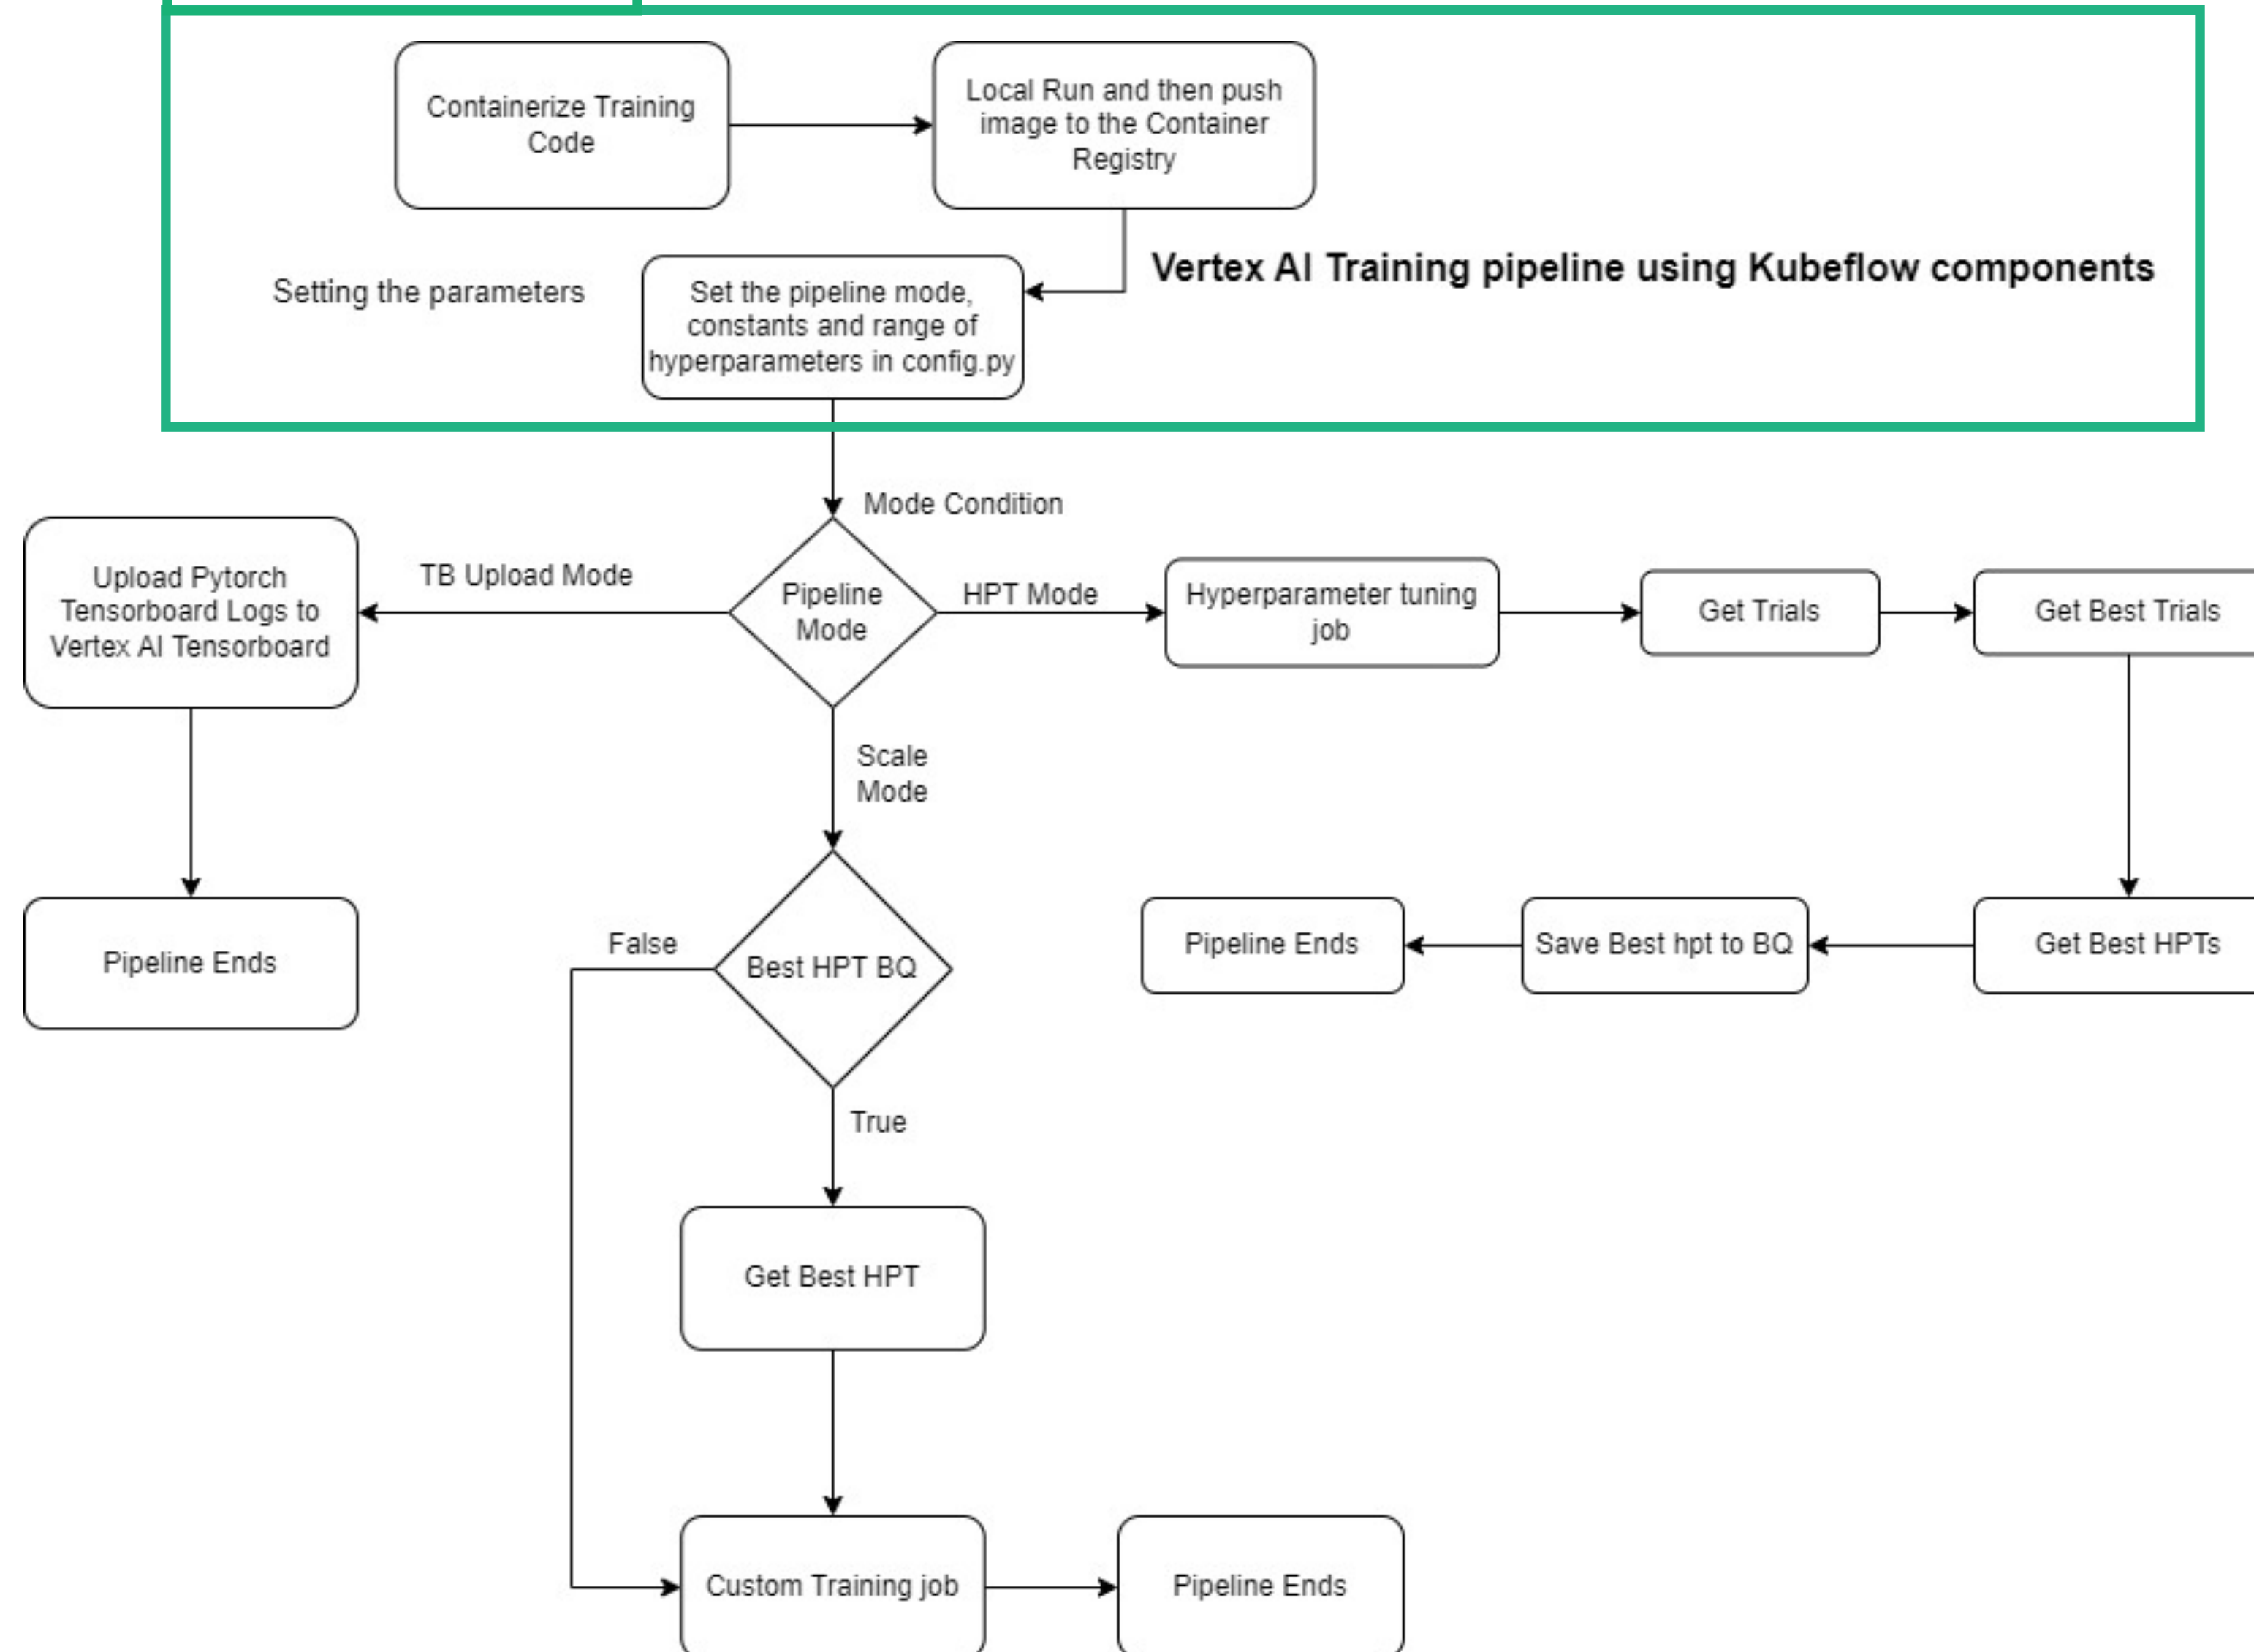 Containerize Training
Code
Local Run and then push
image to the Container
Registry
Setting the parameters
Set the pipeline mode,
constants and range of
hyperparameters in config.py
Vertex AI Training pipeline using Kubeflow components
Mode Condition
Upload Pytorch
Tensorboard Logs to
Vertex AI Tensorboard
TB Upload Mode
Pipeline
Mode
HPT Mode
Hyperparameter tuning
job
Get Trials
Get Best Trials
Scale
Mode
Pipeline Ends
False
Best HPT BQ
Pipeline Ends
Save Best hpt to BQ
Get Best HPTs
True
Get Best HPT
Custom Training job
Pipeline Ends